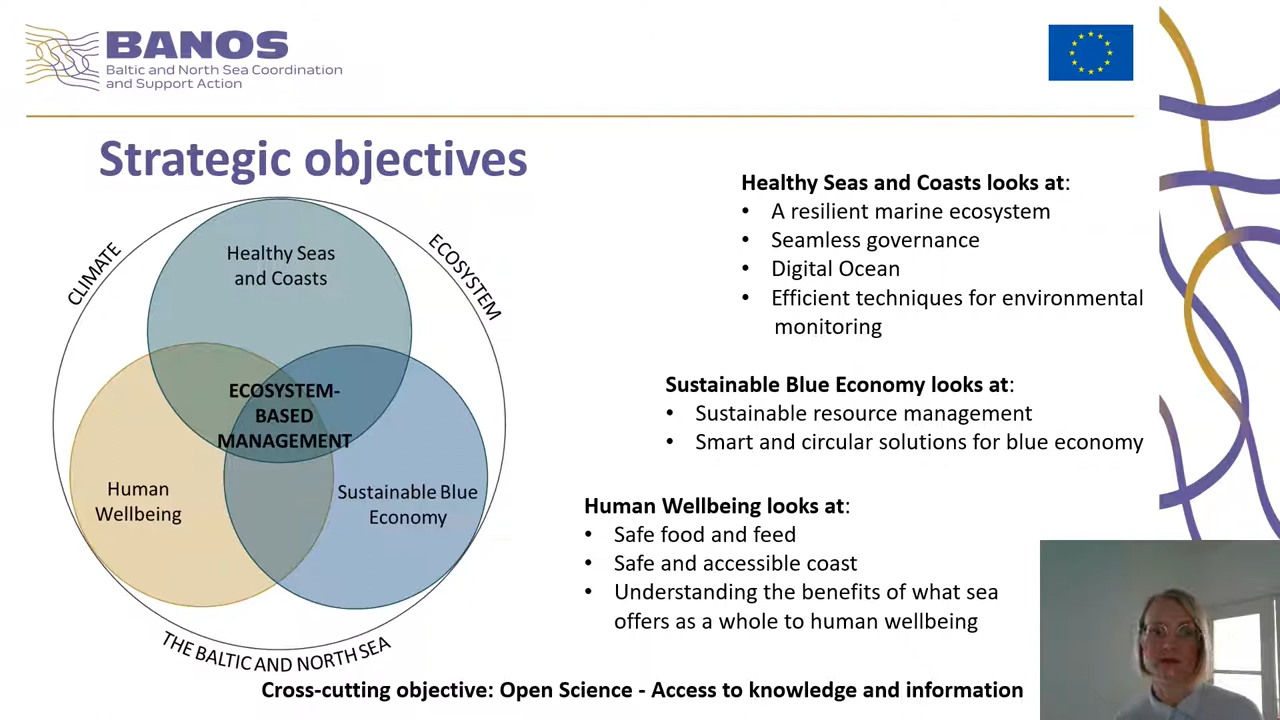 BANOS
Baltic and North Sea Coordination
and Support Action
Strategic objectives
CLIMATE
ECOSYSTEM
Healthy Seas
and Coasts
ECOSYSTEM-
BASED
MANAGEMENT
Human
Wellbeing
Sustainable Blue
Economy
THE BALTIC AND NORTH SEA
Healthy Seas and Coasts looks at:
• A resilient marine ecosystem
• Seamless governance
• Digital Ocean
• Efficient techniques for environmental
monitoring
Sustainable Blue Economy looks at:
• Sustainable resource management
• Smart and circular solutions for blue economy
Human Wellbeing looks at:
• Safe food and feed
• Safe and accessible coast
• Understanding the benefits of what sea
offers as a whole to human wellbeing
Cross-cutting objective: Open Science - Access to knowledge and information